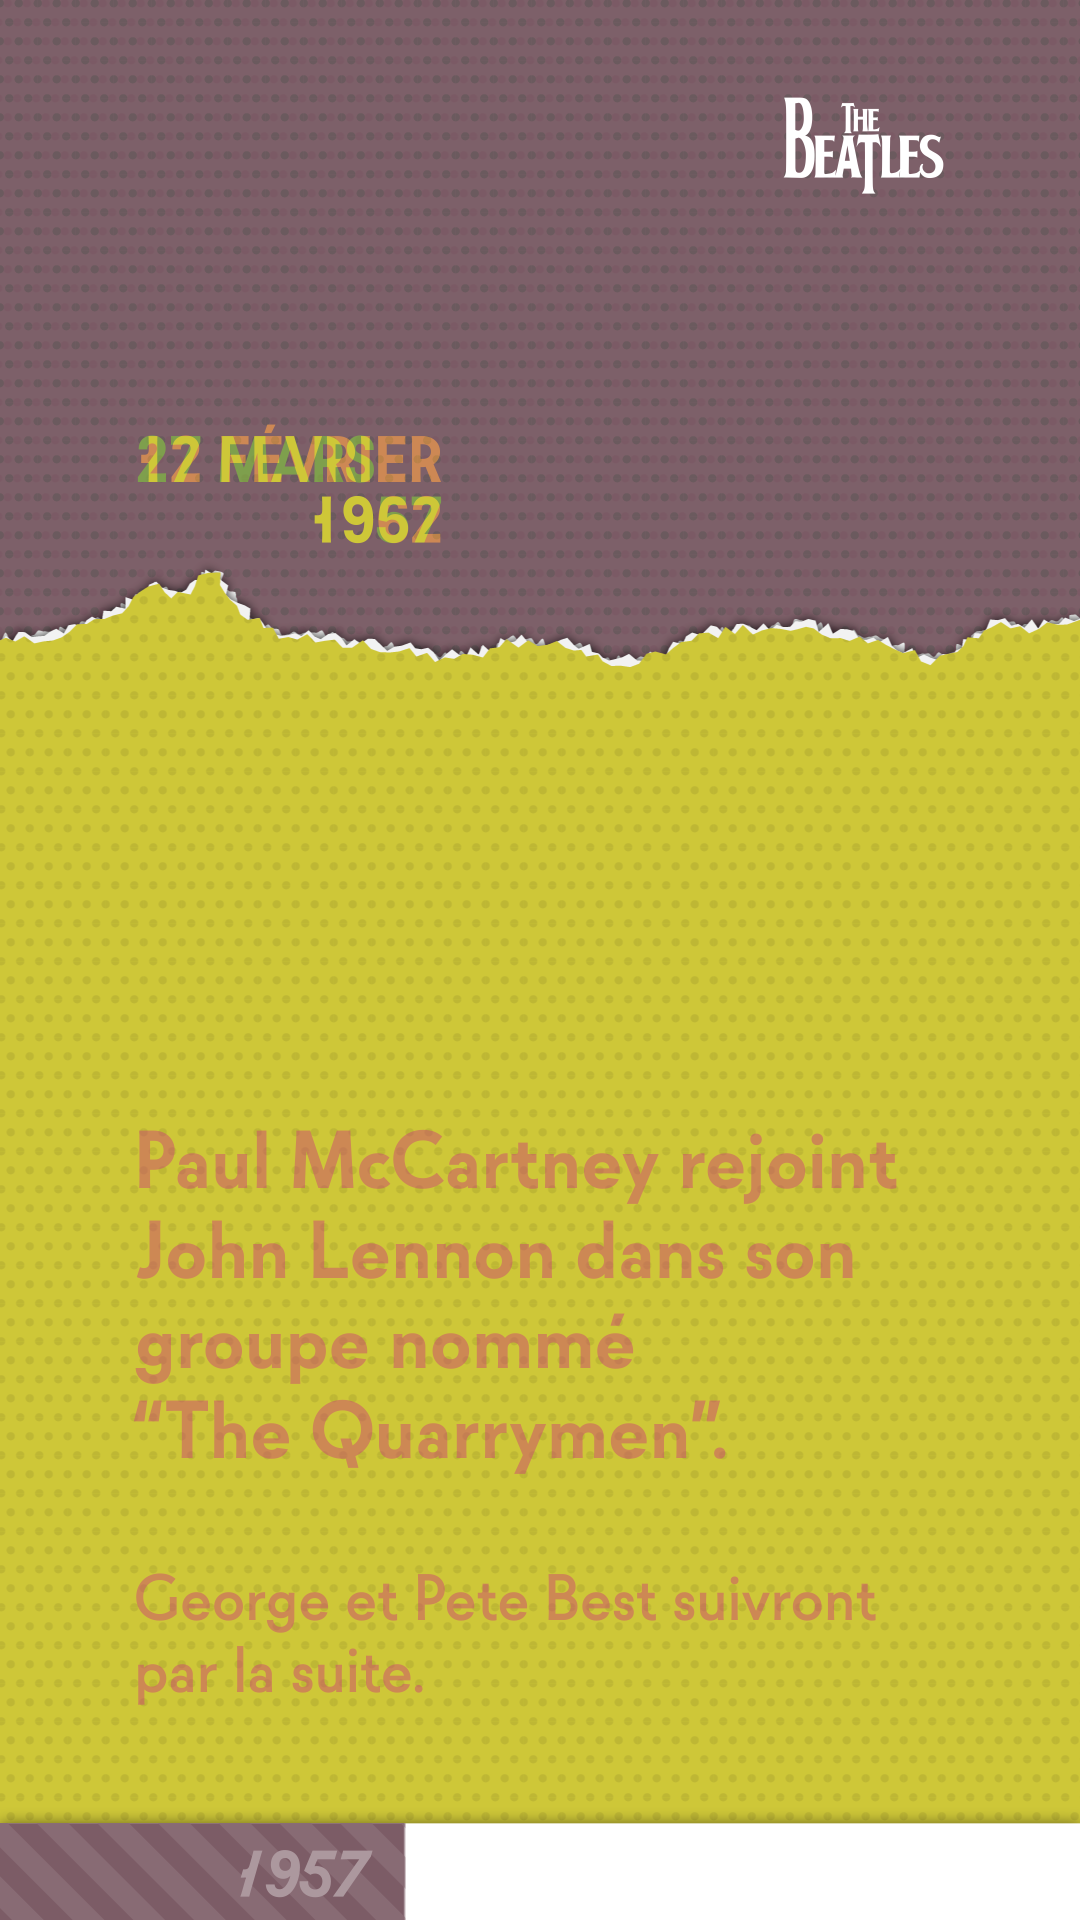 THE
BEATLES
Paul McCartney rejoint
John Lennon dans son
groupe nommé
“The Quarrymen”.
George et Pete Best suivront
par la suite.
1957